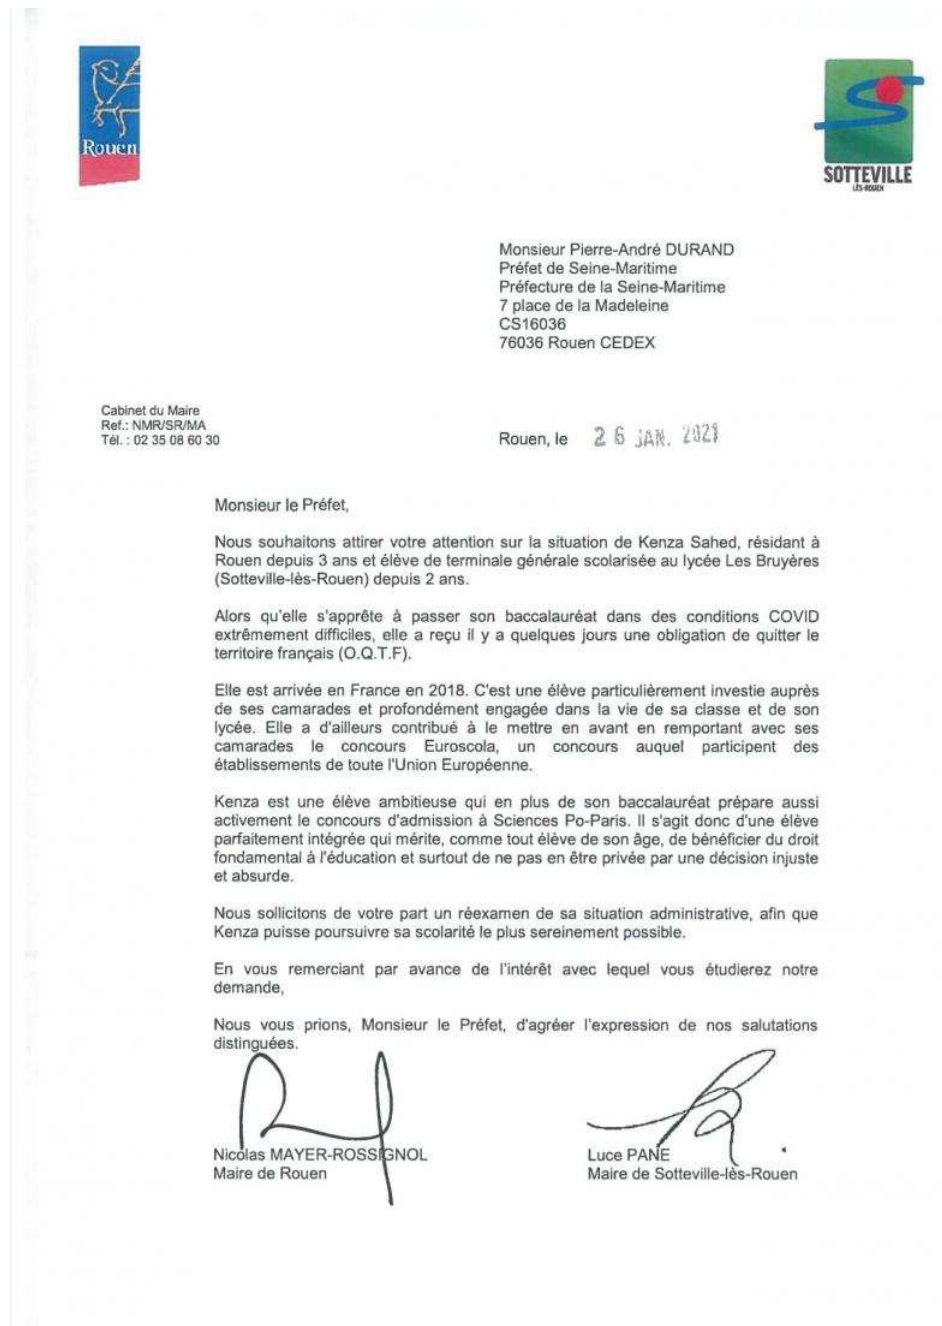 Rouen
SOTTEVILLE
LÈS-ROUEN
Monsieur Pierre-André DURAND
Préfet de Seine-Maritime
Préfecture de la Seine-Maritime
7 place de la Madeleine
CS16036
76036 Rouen CEDEX
Cabinet du Maire
Ref.: NMR/SR/MA
Tél. : 02 35 08 60 30
Rouen, le 26 JAN. 2021
Monsieur le Préfet,
Nous souhaitons attirer votre attention sur la situation de Kenza Sahed, résidant à
Rouen depuis 3 ans et élève de terminale générale scolarisée au lycée Les Bruyères
(Sotteville-lès-Rouen) depuis 2 ans.
Alors qu'elle s'apprête à passer son baccalauréat dans des conditions COVID
extrêmement difficiles, elle a reçu il y a quelques jours une obligation de quitter le
territoire français (O.Q.T.F).
Elle est arrivée en France en 2018. C'est une élève particulièrement investie auprès
de ses camarades et profondément engagée dans la vie de sa classe et de son
lycée. Elle a d'ailleurs contribué à le mettre en avant en remportant avec ses
camarades le concours Euroscola, un concours auquel participent des
établissements de toute l'Union Européenne.
Kenza est une élève ambitieuse qui en plus de son baccalauréat prépare aussi
activement le concours d'admission à Sciences Po-Paris. Il s'agit donc d'une élève
parfaitement intégrée qui mérite, comme tout élève de son âge, de bénéficier du droit
fondamental à l'éducation et surtout de ne pas en être privée par une décision injuste
et absurde.
Nous sollicitons de votre part un réexamen de sa situation administrative, afin que
Kenza puisse poursuivre sa scolarité le plus sereinement possible.
En vous remerciant par avance de l'intérêt avec lequel vous étudierez notre
demande,
Nous vous prions, Monsieur le Préfet, d'agréer l'expression de nos salutations
distinguées.
Nicolas MAYER-ROSSIGNOL
Maire de Rouen
Luce PANE
Maire de Sotteville-lès-Rouen